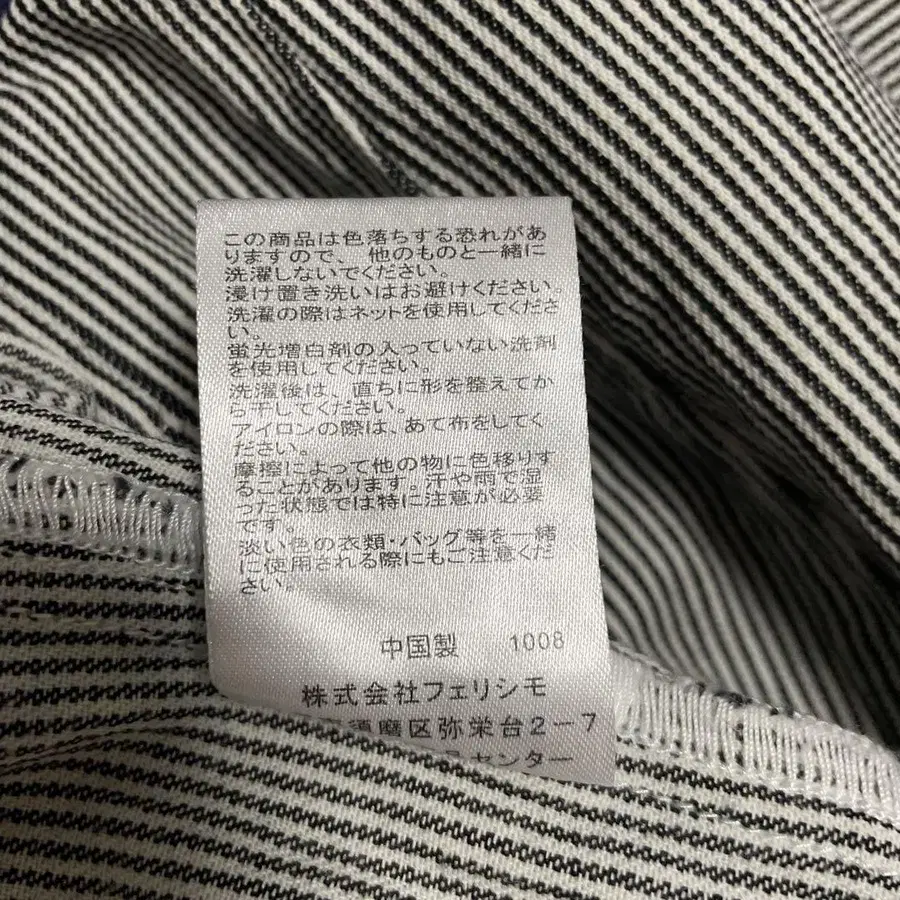 この商品は色落ちする恐れがあ
りますので、他のものと一緒に
洗濯しないでください。
浸け置き洗いはお避けください。
洗濯の際はネットを使用してくださ
い。
蛍光増白剤の入っていない洗剤
を使用してください。
洗濯後は、直ちに形を整えてか
ら干してください。
アイロンの際は、あて布をしてく
ださい。
摩擦によって他の物に色移りす
ることがあります。汗や雨で湿
った状態では特に注意が必要
です。
淡い色の衣類・バッグ等を一緒
に使用される際にもご注意くだ
さい。
中国製 1008
株式会社フェリシモ
須磨区弥栄台2-7
センター